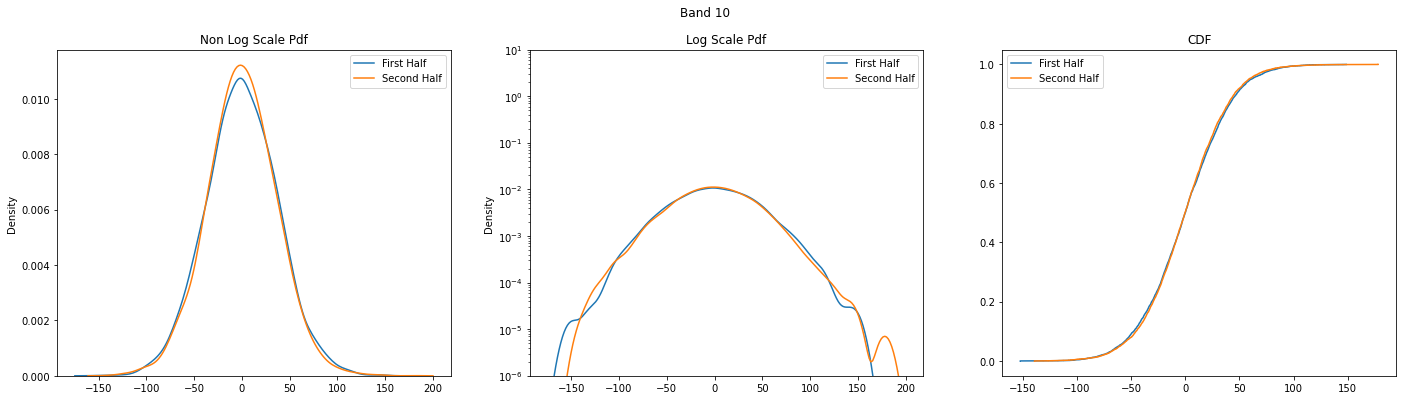 Band 10
Non Log Scale Pdf
Density
0.010
0.008
0.006
0.004
0.002
0.000
−150 −100 −50 0 50 100 150 200
First Half
Second Half
Log Scale Pdf
Density
10^1
10^0
10^-1
10^-2
10^-3
10^-4
10^-5
10^-6
−150 −100 −50 0 50 100 150 200
First Half
Second Half
CDF
1.0
0.8
0.6
0.4
0.2
0.0
−150 −100 −50 0 50 100 150
First Half
Second Half